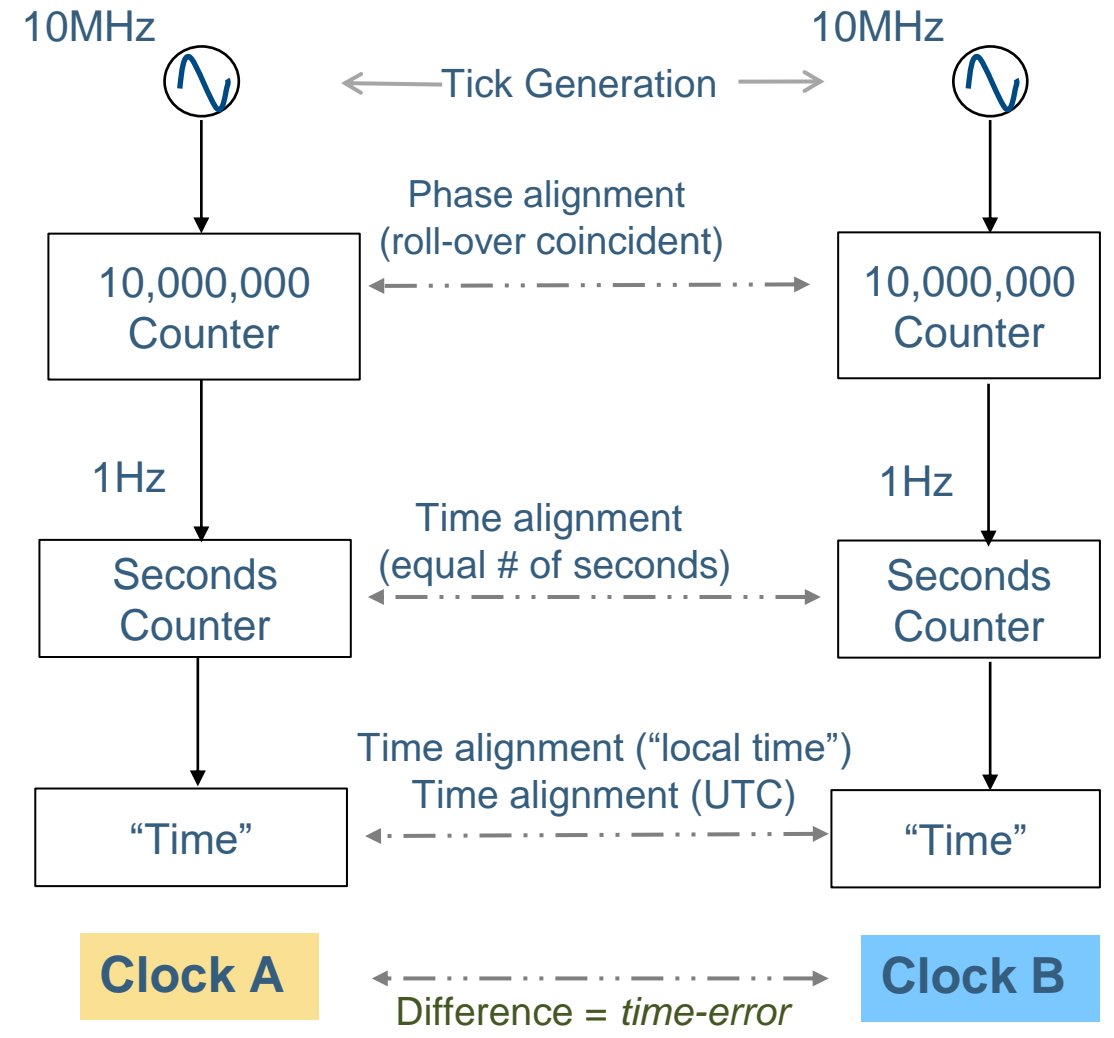 10MHz
10MHz
Tick Generation
Phase alignment
(roll-over coincident)
10,000,000
Counter
10,000,000
Counter
1Hz
1Hz
Time alignment
(equal # of seconds)
Seconds
Counter
Seconds
Counter
Time alignment (“local time”)
Time alignment (UTC)
“Time”
“Time”
Clock A
Clock B
Difference = time-error